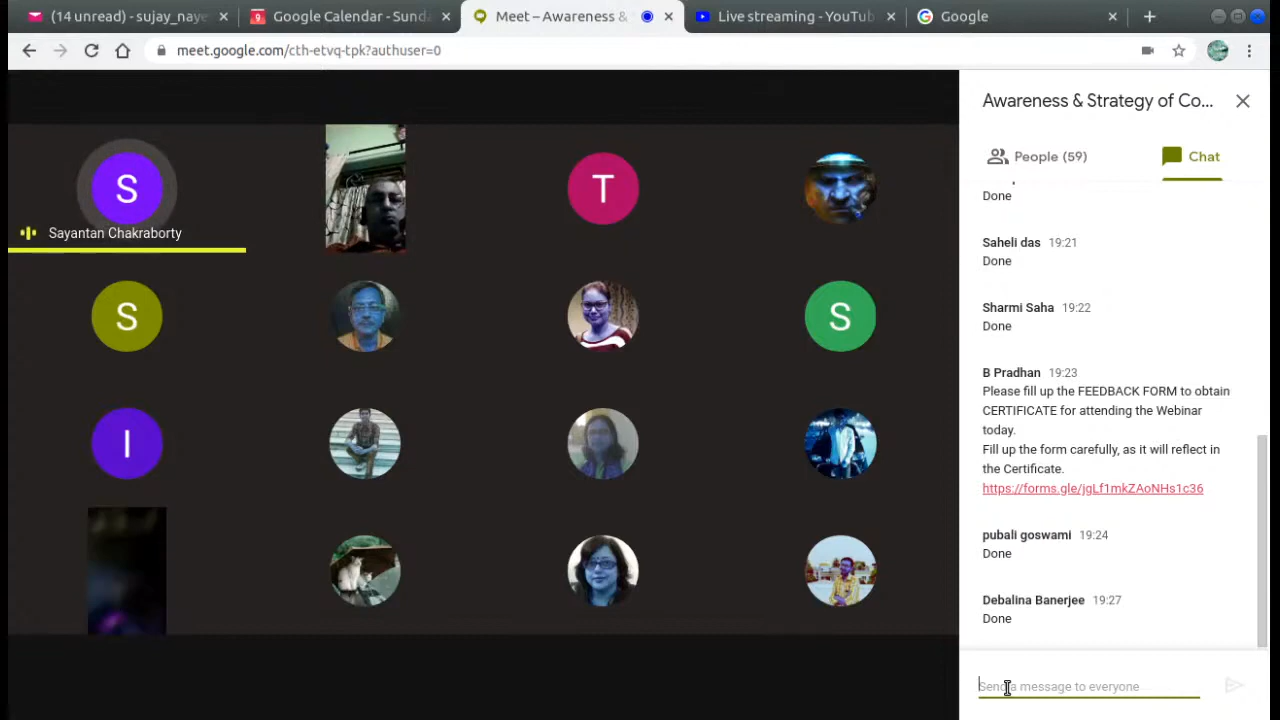 (14 unread) - sujay_naye
Google Calendar - Sund
Meet – Awareness &
Live streaming - YouTub
Google
meet.google.com/cth-etvq-tpk?authuser=0
Awareness & Strategy of Co...
People (59)
Chat
Done
Saheli das 19:21
Done
Sharmi Saha 19:22
Done
B Pradhan 19:23
Please fill up the FEEDBACK FORM to obtain
CERTIFICATE for attending the Webinar
today.
Fill up the form carefully, as it will reflect in
the Certificate.
https://forms.gle/jgLf1mkZAoNHs1c36
pubali goswami 19:24
Done
Debalina Banerjee 19:27
Done
Send a message to everyone
S
Sayantan Chakraborty
T
S
S
I